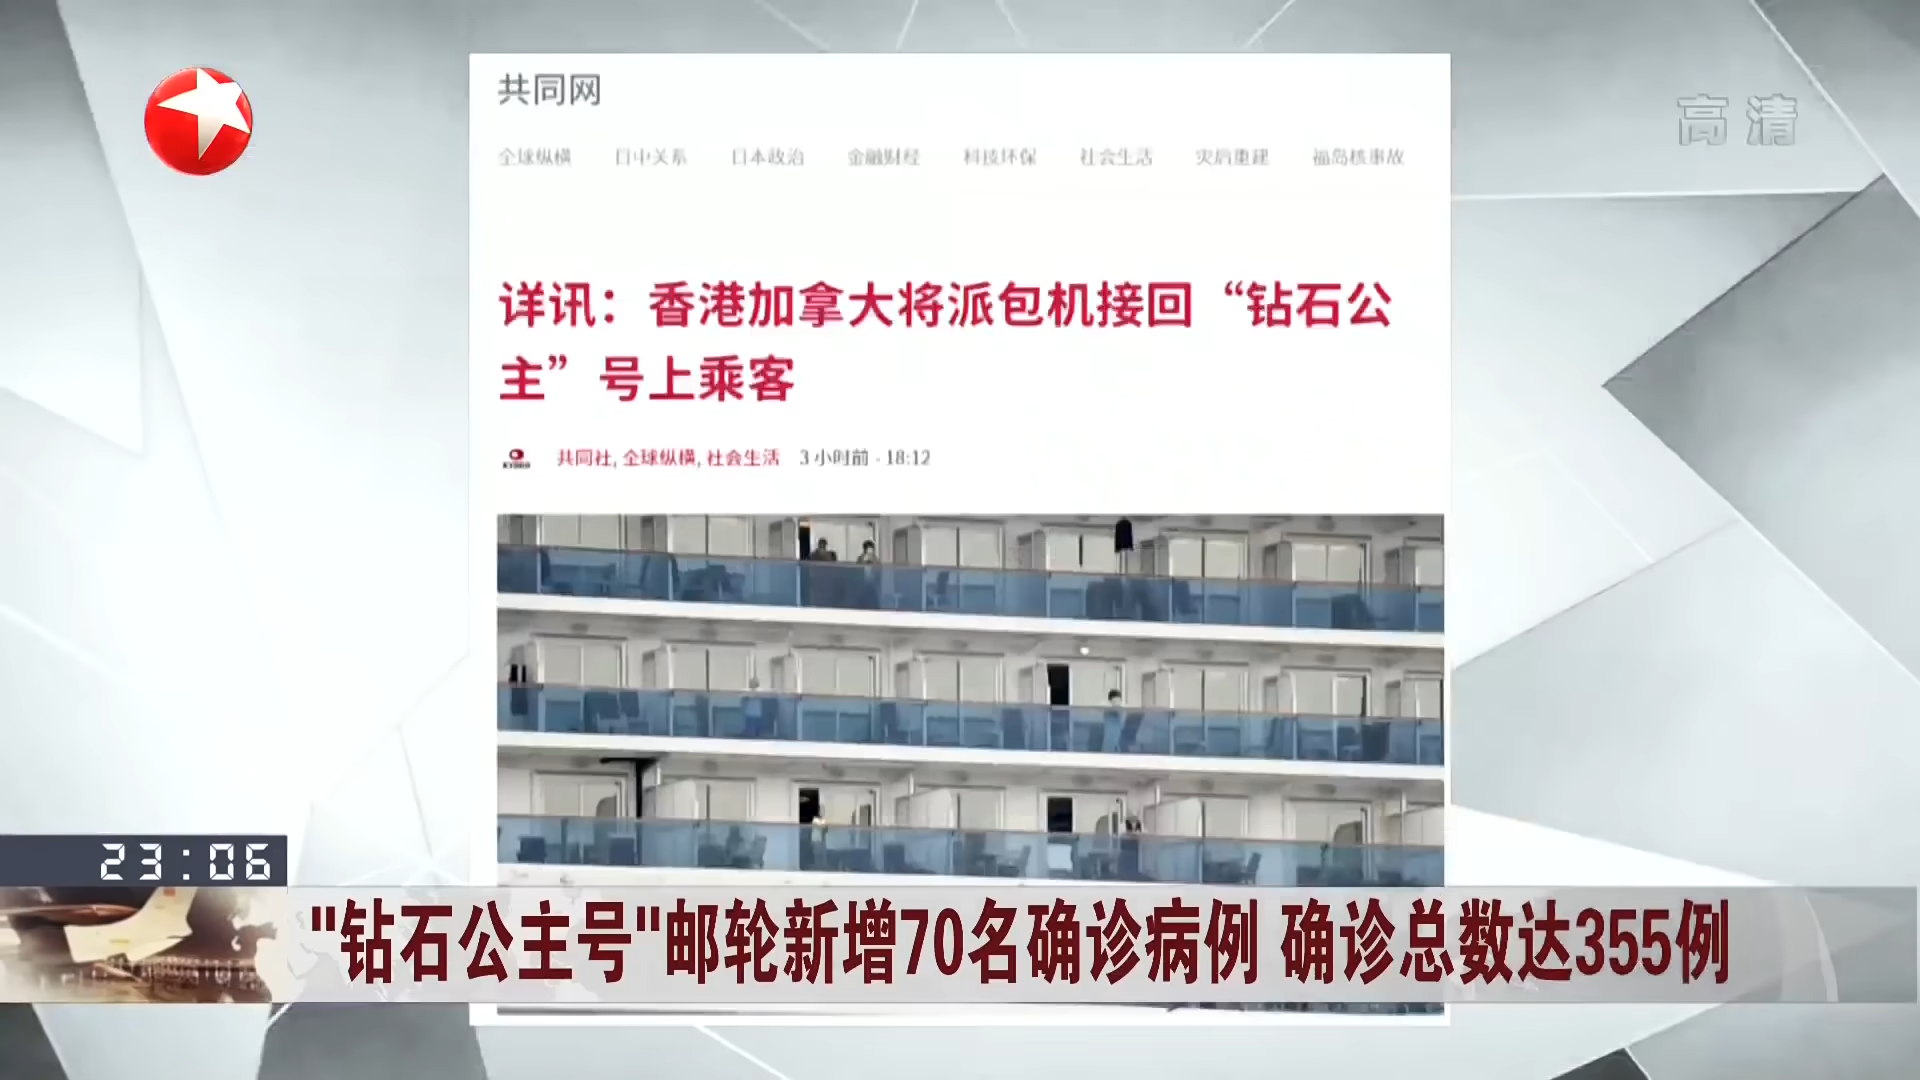 共同网
高清
全球纵横 日中关系 日本政治 金融财经 科技环保 社会生活 灾后重建 福岛核事故
详讯：香港加拿大将派包机接回“钻石公
主”号上乘客
KYODO 共同社, 全球纵横, 社会生活 3 小时前 - 18:12
23:06
"钻石公主号"邮轮新增70名确诊病例 确诊总数达355例